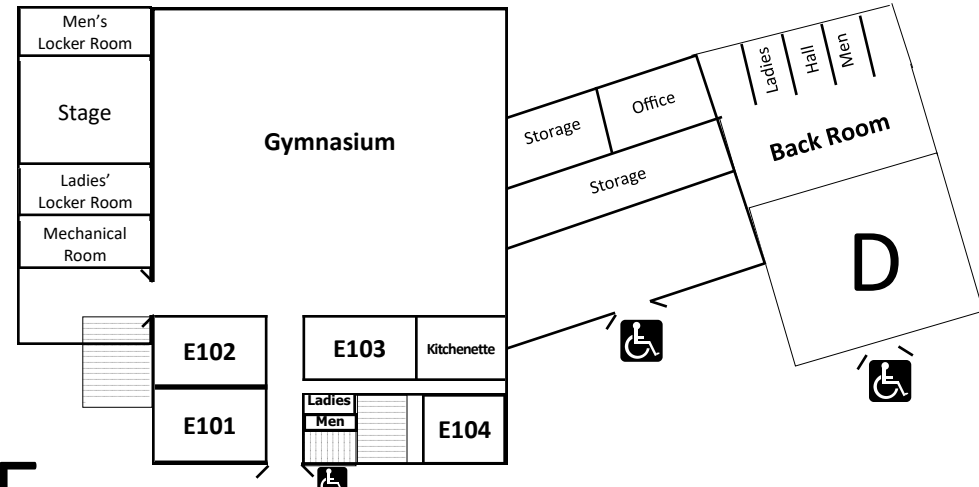 Men's
Locker Room
Stage
Ladies'
Locker Room
Mechanical
Room
Gymnasium
Storage
Office
Storage
Ladies
Hall
Men
Back Room
D
E102
E103
Kitchenette
E101
Ladies
Men
E104